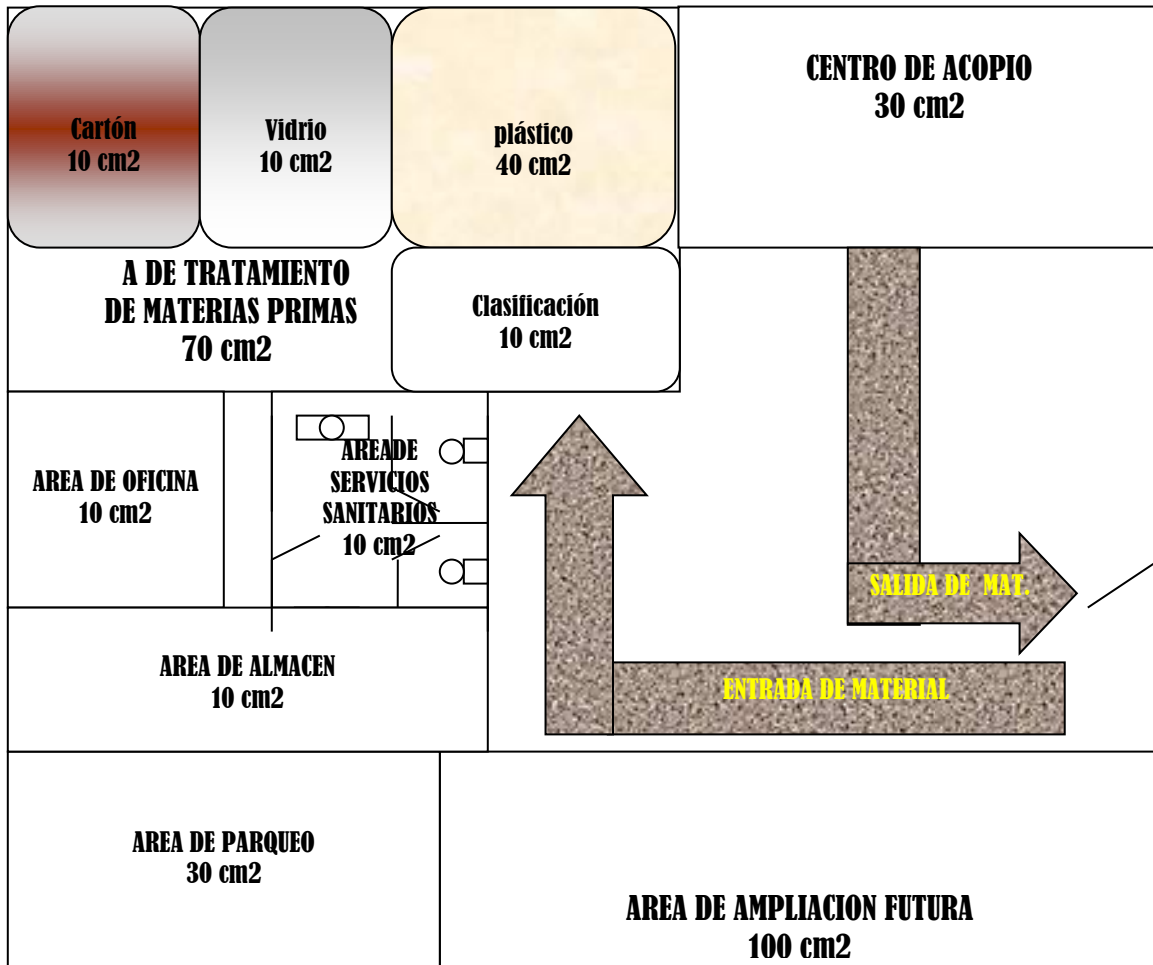 Cartón
10 cm2
Vidrio
10 cm2
plástico
40 cm2
CENTRO DE ACOPIO
30 cm2
A DE TRATAMIENTO
DE MATERIAS PRIMAS
70 cm2
Clasificación
10 cm2
AREA DE OFICINA
10 cm2
AREADE
SERVICIOS
SANITARIOS
10 cm2
SALIDA DE MAT.
AREA DE ALMACEN
10 cm2
ENTRADA DE MATERIAL
AREA DE PARQUEO
30 cm2
AREA DE AMPLIACION FUTURA
100 cm2